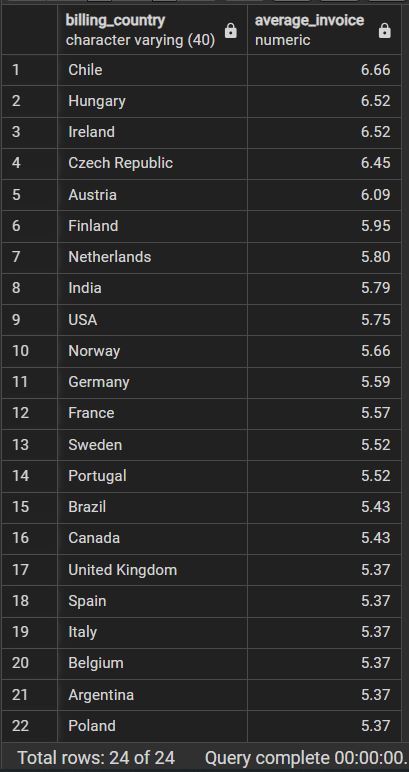 billing_country average_invoice
character varying (40) numeric
1 Chile 6.66
2 Hungary 6.52
3 Ireland 6.52
4 Czech Republic 6.45
5 Austria 6.09
6 Finland 5.95
7 Netherlands 5.80
8 India 5.79
9 USA 5.75
10 Norway 5.66
11 Germany 5.59
12 France 5.57
13 Sweden 5.52
14 Portugal 5.52
15 Brazil 5.43
16 Canada 5.43
17 United Kingdom 5.37
18 Spain 5.37
19 Italy 5.37
20 Belgium 5.37
21 Argentina 5.37
22 Poland 5.37
Total rows: 24 of 24 Query complete 00:00:00.